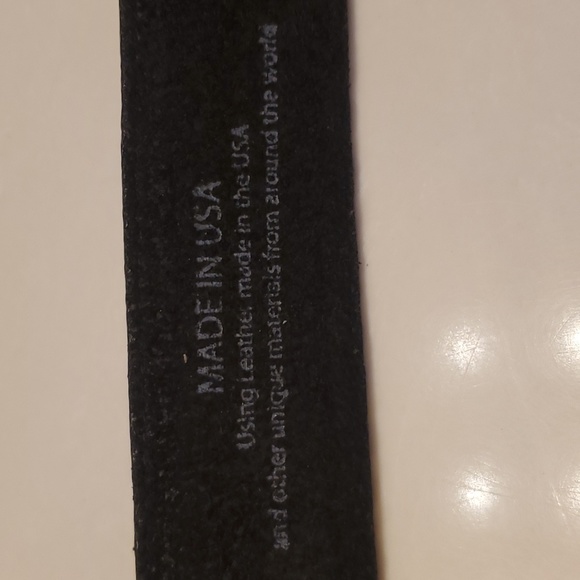 MADE IN USA
Using Leather made in the USA
and other unique materials from around the world